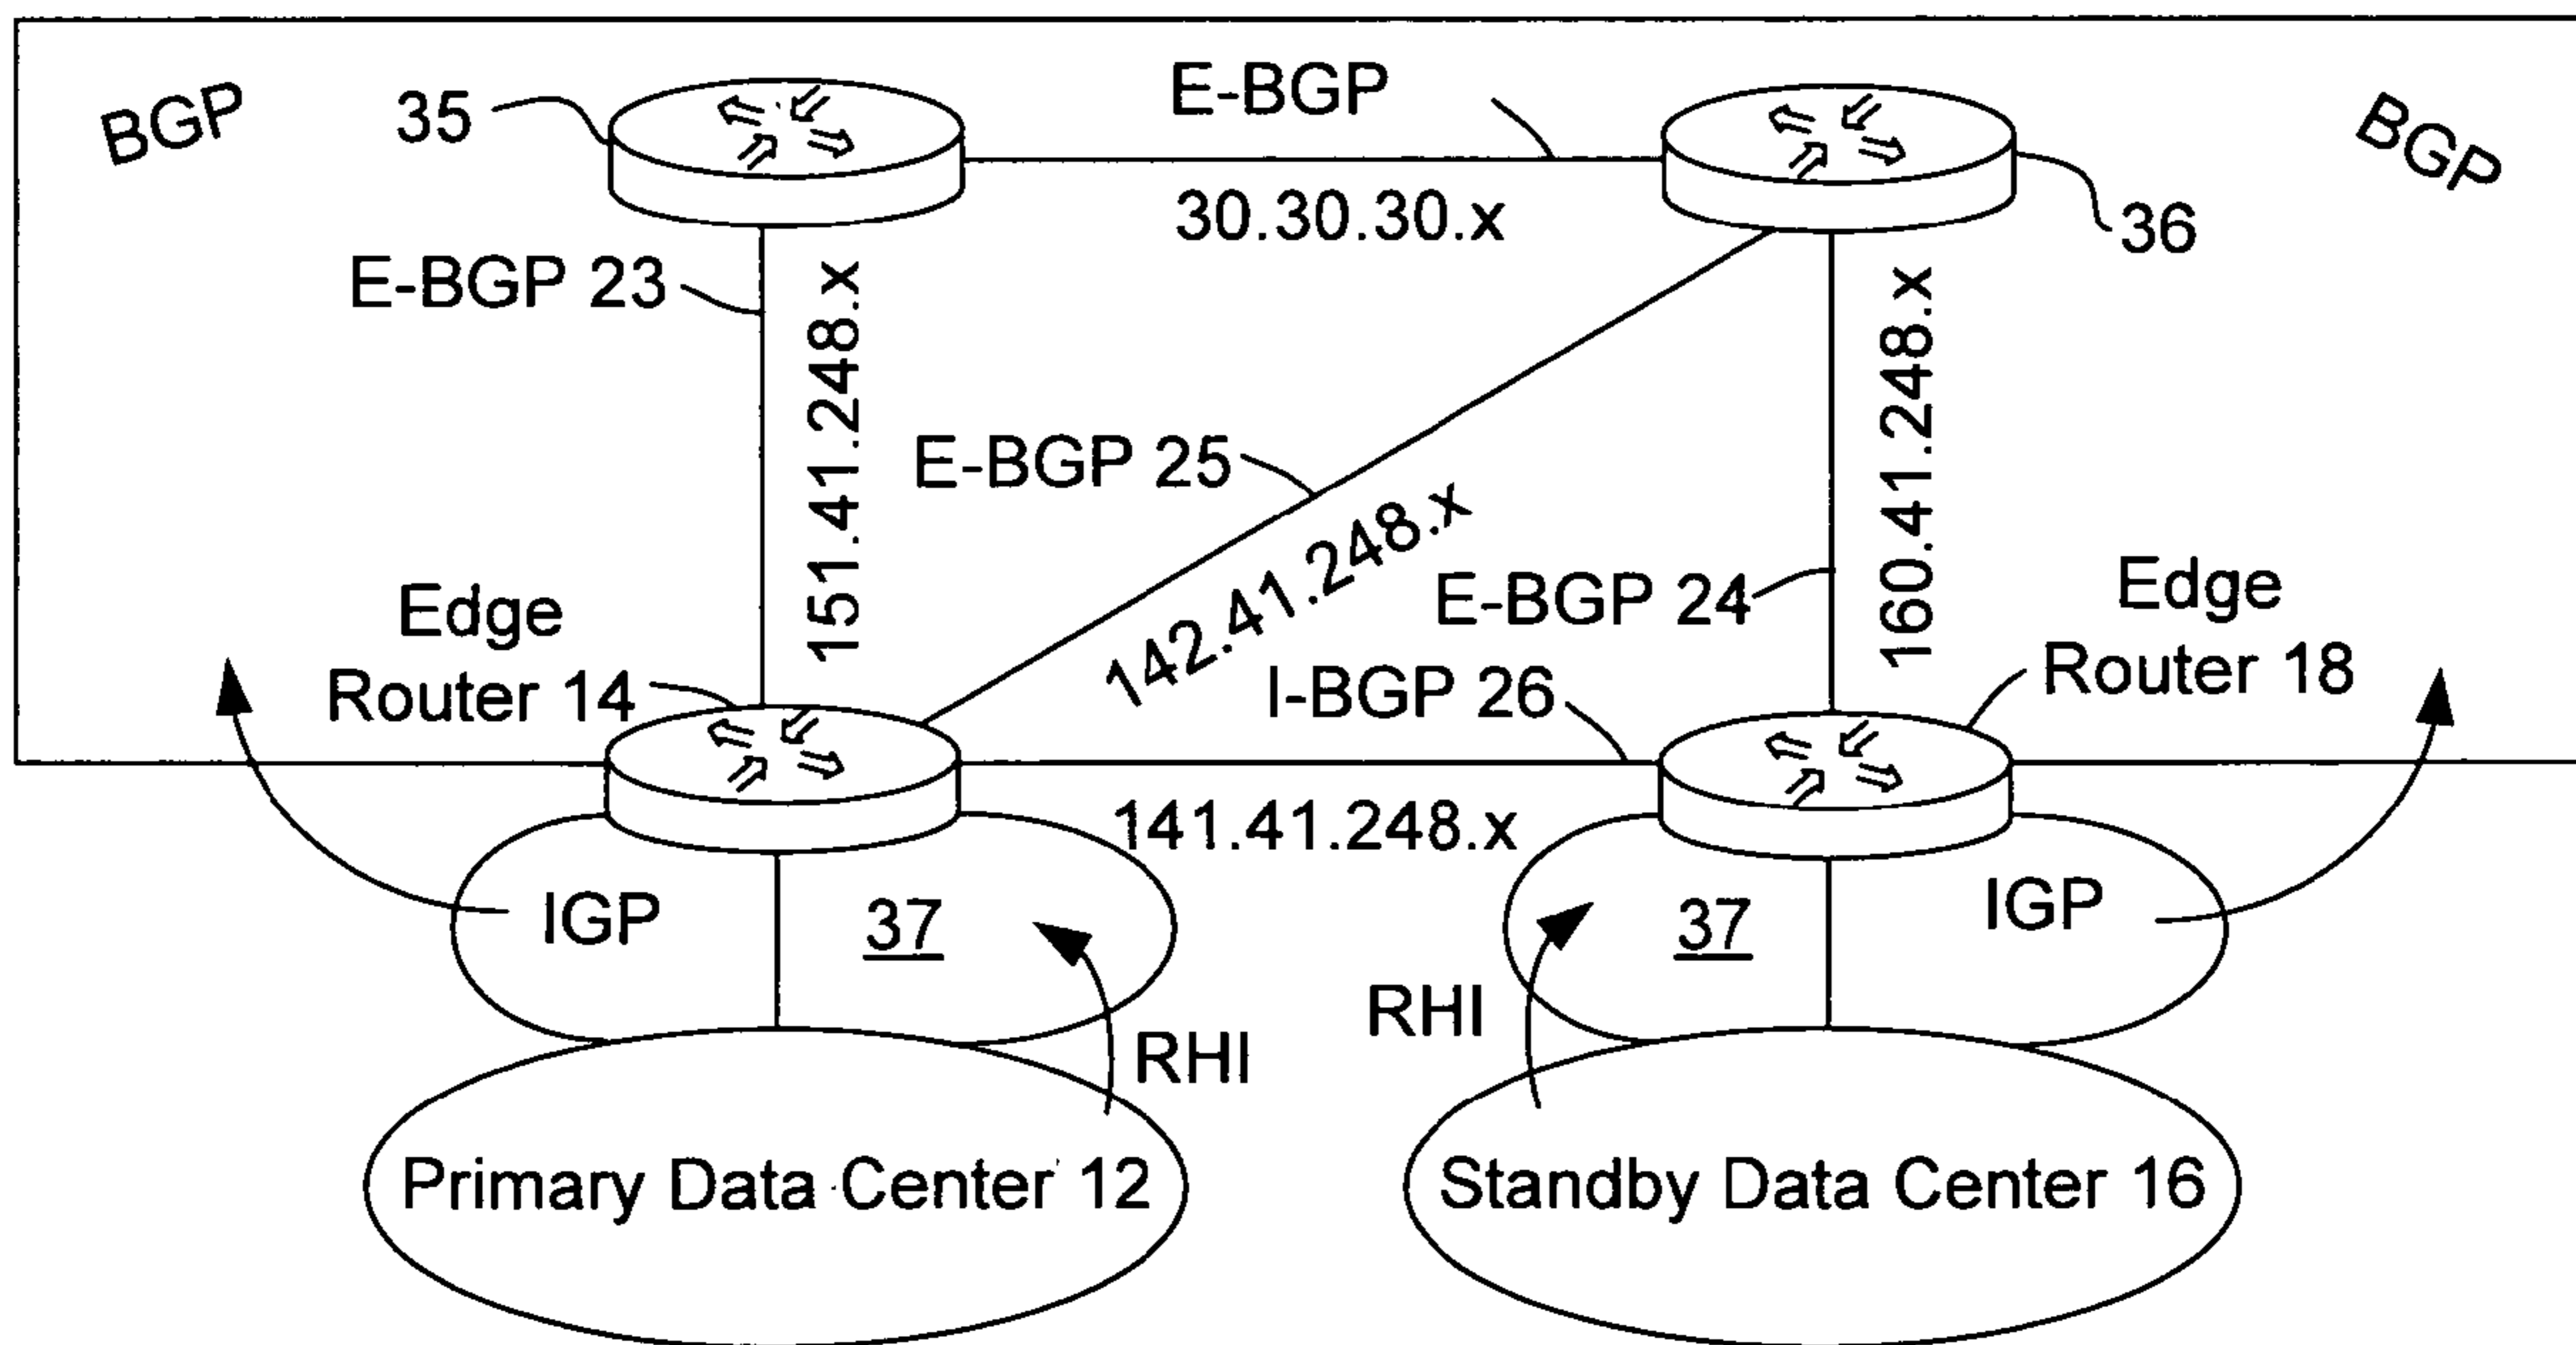 BGP
35
E-BGP
BGP
30.30.30.x
36
E-BGP 23
151.41.248.x
E-BGP 25
142.41.248.x
E-BGP 24
160.41.248.x
Edge
Router 14
I-BGP 26
Edge
Router 18
141.41.248.x
IGP
37
RHI
RHI
37
IGP
Primary Data Center 12
Standby Data Center 16